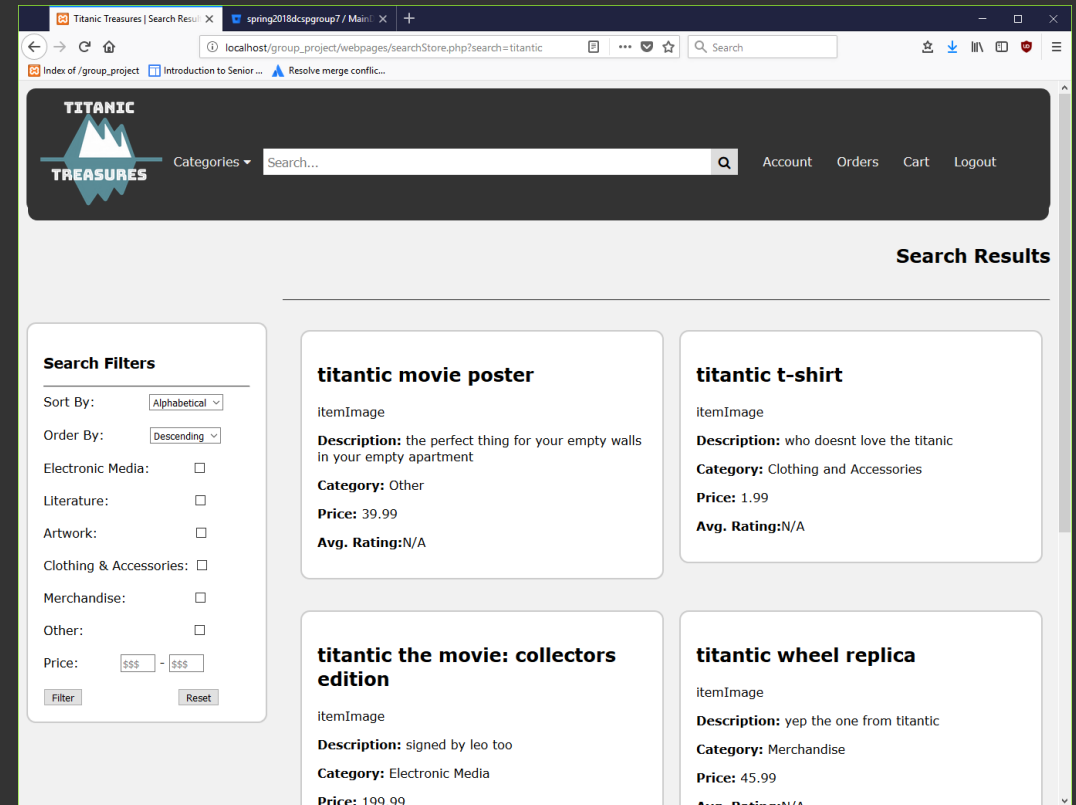 Titanic Treasures | Search Resul
spring2018dcspgroup7 / Main
localhost/group_project/webpages/searchStore.php?search=titantic
Search
Index of /group_project
Introduction to Senior ...
Resolve merge conflic...
TITANIC
TREASURES
Categories
Search...
Account
Orders
Cart
Logout
Search Results
Search Filters
Sort By: Alphabetical
Order By: Descending
Electronic Media:
Literature:
Artwork:
Clothing & Accessories:
Merchandise:
Other:
Price: $$$ - $$$
Filter Reset
titantic movie poster
itemImage
Description: the perfect thing for your empty walls
in your empty apartment
Category: Other
Price: 39.99
Avg. Rating:N/A
titantic t-shirt
itemImage
Description: who doesnt love the titanic
Category: Clothing and Accessories
Price: 1.99
Avg. Rating:N/A
titantic the movie: collectors
edition
itemImage
Description: signed by leo too
Category: Electronic Media
Price: 199.99
titantic wheel replica
itemImage
Description: yep the one from titantic
Category: Merchandise
Price: 45.99
Avg. Rating:N/A